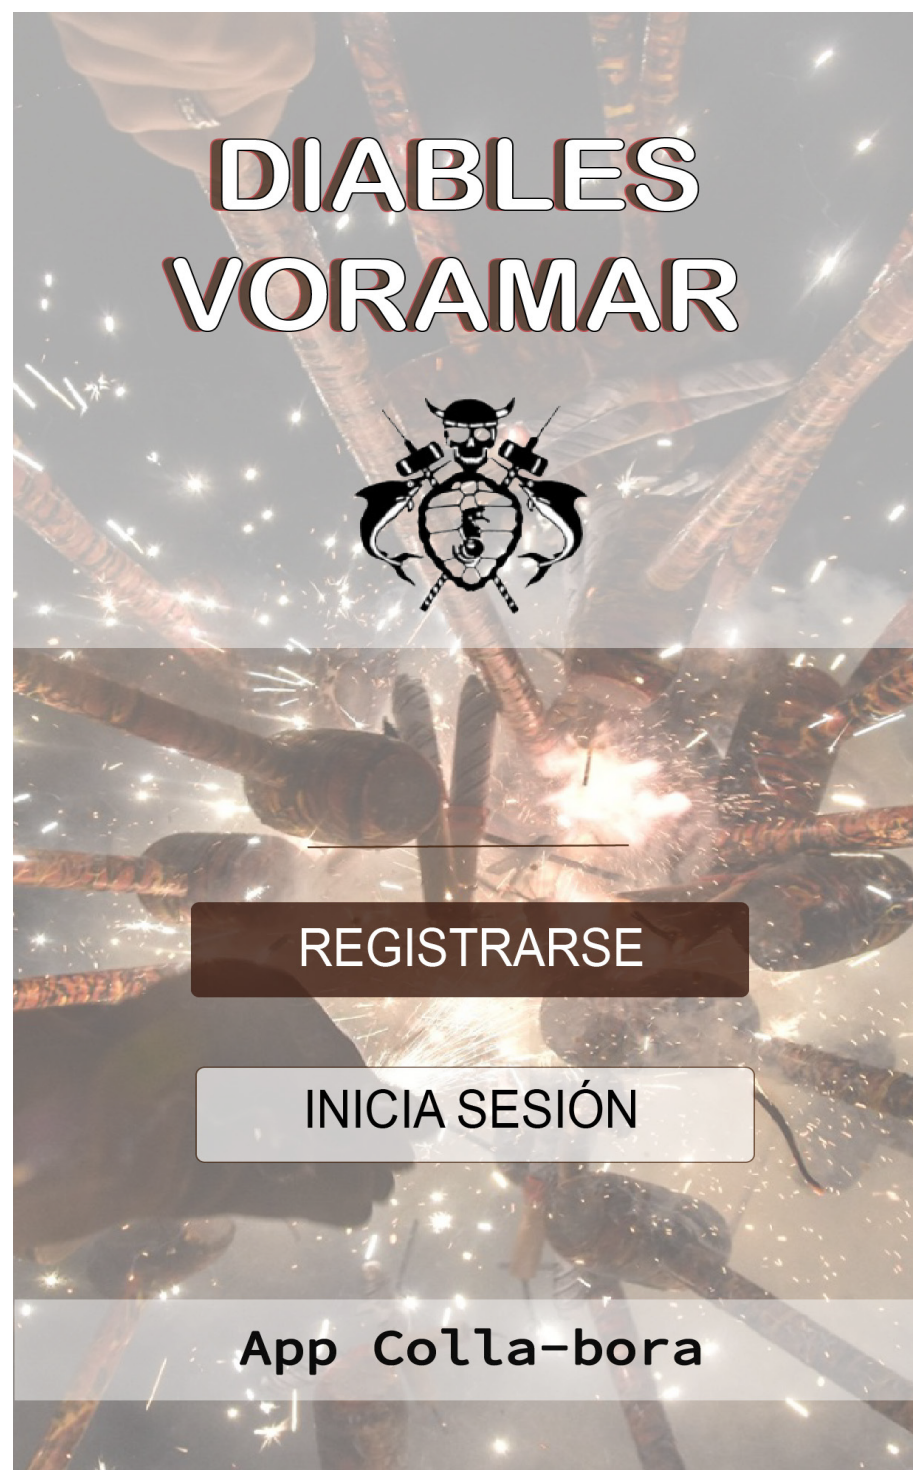 DIABLES
VORAMAR
REGISTRARSE
INICIA SESIÓN
App Colla-bora